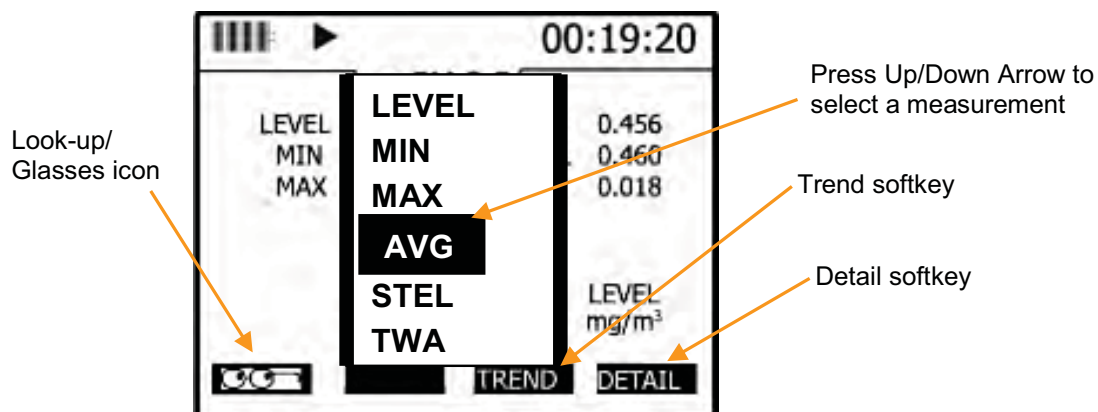 00:19:20
Press Up/Down Arrow to
select a measurement
Look-up/
Glasses icon
LEVEL
MIN
MAX
LEVEL
MIN
MAX
AVG
STEL
TWA
0.456
0.460
0.018
LEVEL
mg/m³
Trend softkey
Detail softkey
TREND
DETAIL